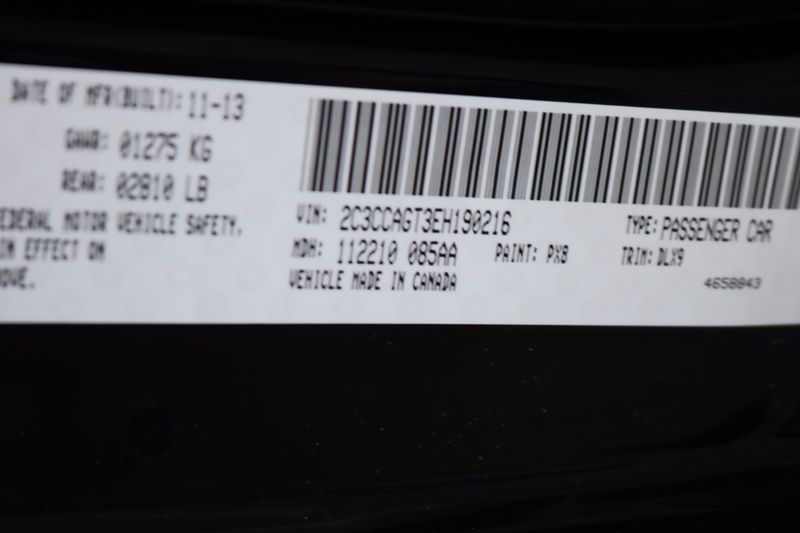 DATE OF MFR(BUILT): 11-13
GAWR: 01275 KG
REAR: 02810 LB
FEDERAL MOTOR VEHICLE SAFETY.
IN EFFECT ON
OVE.
VIN: 2C3CCAGT3EH190216
TYPE: PASSENGER CAR
MDH: 112210 085AA
PAINT: PX8
TRIM: DLX9
VEHICLE MADE IN CANADA
4658843